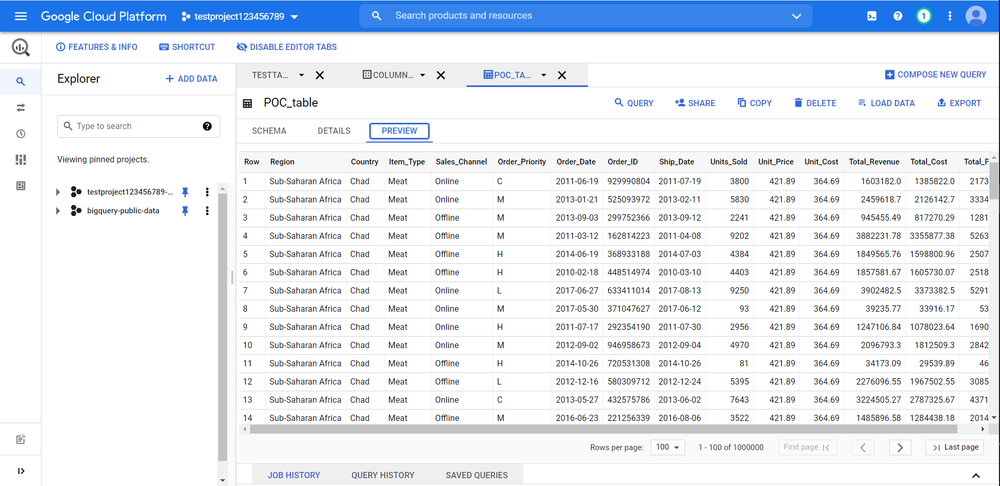 Google Cloud Platform testproject123456789 Search products and resources 1
FEATURES & INFO SHORTCUT DISABLE EDITOR TABS
Explorer + ADD DATA
TESTTA... COLUMN... POC_TA... COMPOSE NEW QUERY
POC_table QUERY SHARE COPY DELETE LOAD DATA EXPORT
Type to search
SCHEMA DETAILS PREVIEW
Viewing pinned projects.
testproject123456789-...
bigquery-public-data
Row Region Country Item_Type Sales_Channel Order_Priority Order_Date Order_ID Ship_Date Units_Sold Unit_Price Unit_Cost Total_Revenue Total_Cost Total_P
1 Sub-Saharan Africa Chad Meat Online C 2011-06-19 929990804 2011-07-19 3800 421.89 364.69 1603182.0 1385822.0 2173
2 Sub-Saharan Africa Chad Meat Online M 2013-01-21 525093972 2013-02-11 5830 421.89 364.69 2459618.7 2126142.7 3334
3 Sub-Saharan Africa Chad Meat Offline M 2013-09-03 299752366 2013-09-12 2241 421.89 364.69 945455.49 817270.29 1281
4 Sub-Saharan Africa Chad Meat Offline M 2011-03-12 162814223 2011-04-08 9202 421.89 364.69 3882231.78 3355877.38 5263
5 Sub-Saharan Africa Chad Meat Offline H 2014-06-19 368933188 2014-07-03 4384 421.89 364.69 1849565.76 1598800.96 2507
6 Sub-Saharan Africa Chad Meat Offline H 2010-02-18 448514974 2010-03-10 4403 421.89 364.69 1857581.67 1605730.07 2518
7 Sub-Saharan Africa Chad Meat Online L 2017-06-27 633411014 2017-08-13 9250 421.89 364.69 3902482.5 3373382.5 5291
8 Sub-Saharan Africa Chad Meat Online M 2017-05-30 371047627 2017-06-12 93 421.89 364.69 39235.77 33916.17 53
9 Sub-Saharan Africa Chad Meat Online H 2011-07-17 292354190 2011-07-30 2956 421.89 364.69 1247106.84 1078023.64 1690
10 Sub-Saharan Africa Chad Meat Online M 2012-09-02 946958673 2012-09-04 4970 421.89 364.69 2096793.3 1812509.3 2842
11 Sub-Saharan Africa Chad Meat Offline H 2014-10-26 720531308 2014-10-26 81 421.89 364.69 34173.09 29539.89 46
12 Sub-Saharan Africa Chad Meat Offline L 2012-12-16 580309712 2012-12-24 5395 421.89 364.69 2276096.55 1967502.55 3085
13 Sub-Saharan Africa Chad Meat Online C 2013-05-27 432575786 2013-06-02 7643 421.89 364.69 3224505.27 2787325.67 4371
14 Sub-Saharan Africa Chad Meat Offline M 2016-06-23 221256339 2016-08-06 3522 421.89 364.69 1485896.58 1284438.18 2014
Rows per page: 100 1 - 100 of 1000000 First page Last page
JOB HISTORY QUERY HISTORY SAVED QUERIES